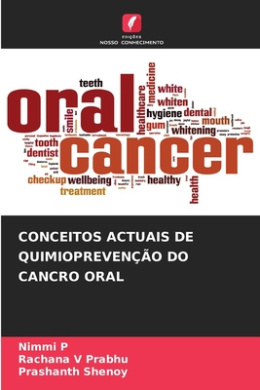 edições
NOSSO CONHECIMENTO
teeth
medicine
white
healthcare
whiten
oral
smile
hygiene
dental
gum
mouth
tooth
whitening
dentist
cancer
checkup
wellbeing
healthy
treatment
health
CONCEITOS ACTUAIS DE
QUIMIOPREVENÇÃO DO
CANCRO ORAL
Nimmi P
Rachana V Prabhu
Prashanth Shenoy